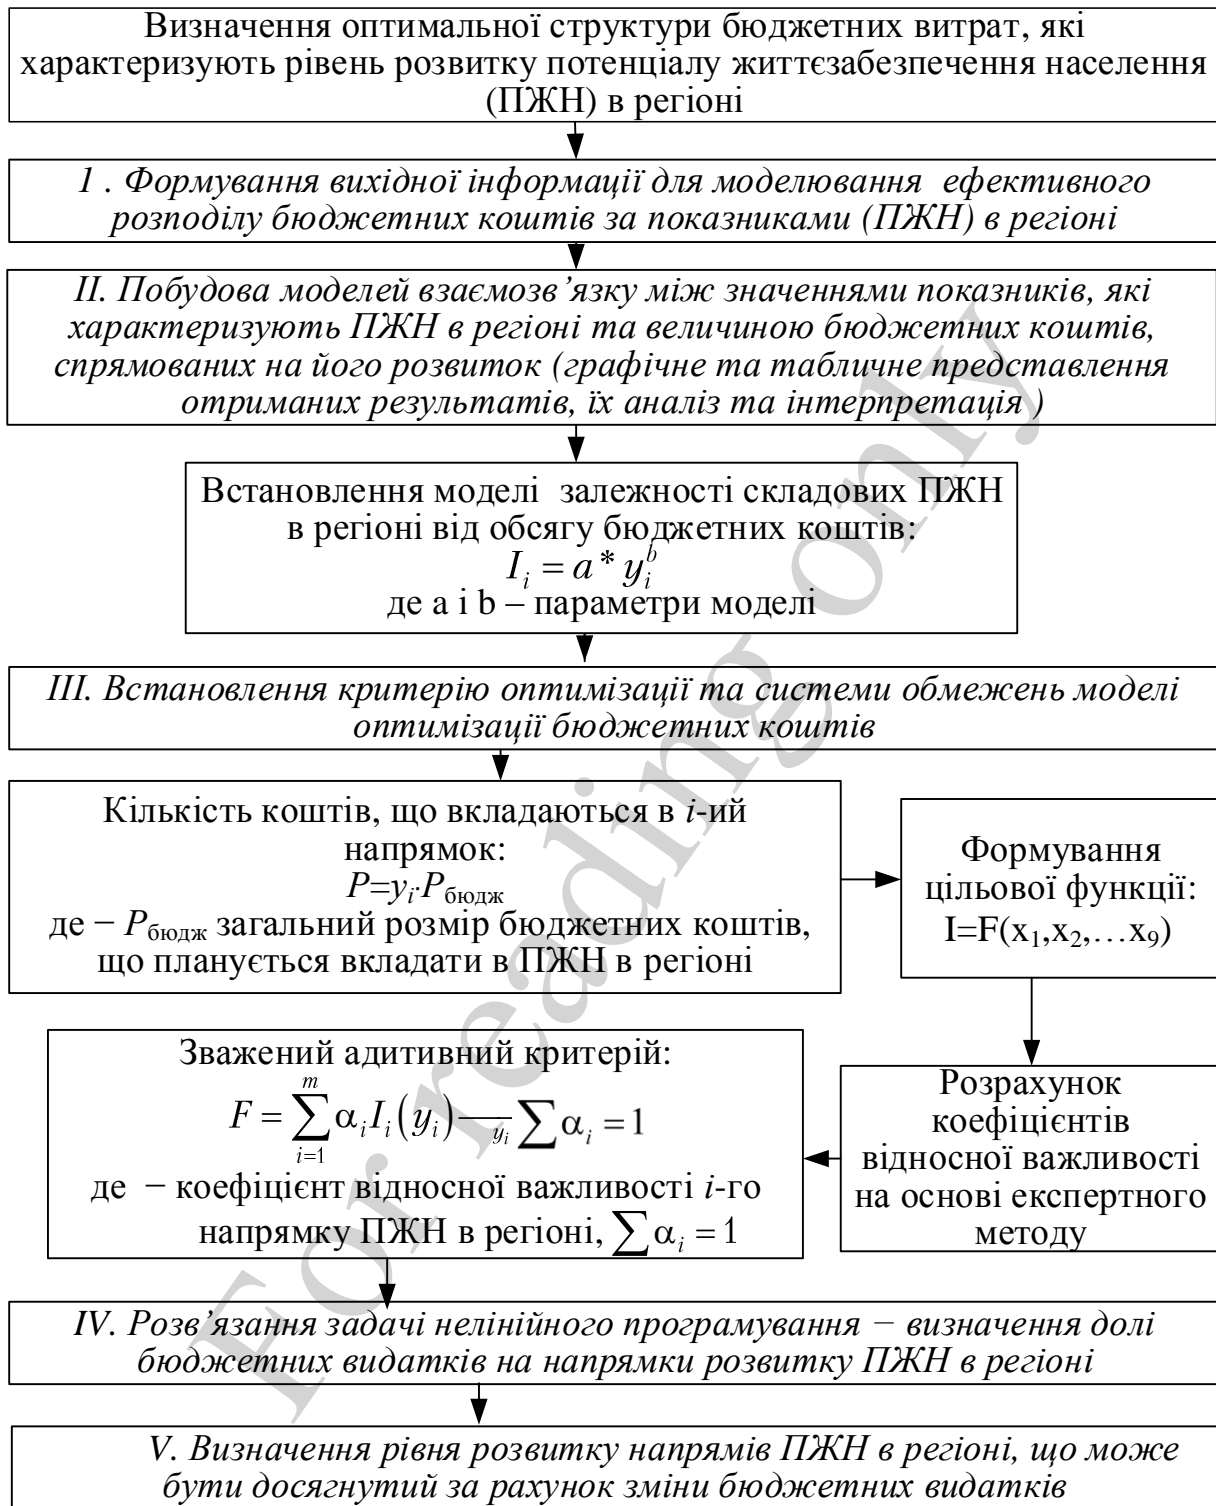 Визначення оптимальної структури бюджетних витрат, які
характеризують рівень розвитку потенціалу життєзабезпечення населення
(ПЖН) в регіоні
1 . Формування вихідної інформації для моделювання ефективного
розподілу бюджетних коштів за показниками (ПЖН) в регіоні
II. Побудова моделей взаємозв’язку між значеннями показників, які
характеризують ПЖН в регіоні та величиною бюджетних коштів,
спрямованих на його розвиток (графічне та табличне представлення
отриманих результатів, їх аналіз та інтерпретація )
Встановлення моделі залежності складових ПЖН
в регіоні від обсягу бюджетних коштів:
I_i = a * y_i^b
де a i b – параметри моделі
III. Встановлення критерію оптимізації та системи обмежень моделі
оптимізації бюджетних коштів
Кількість коштів, що вкладаються в i-ий
напрямок:
P=y_i·P_бюдж
де − P_бюдж загальний розмір бюджетних коштів,
що планується вкладати в ПЖН в регіоні
Формування
цільової функції:
I=F(x₁,x₂,…x₉)
Розрахунок
коефіцієнтів
відносної важливості
на основі експертного
методу
Зважений адитивний критерій:
F = ∑_{i=1}^{m} α_i I_i (y_i) —_{y_i} ∑ α_i = 1
де − коефіцієнт відносної важливості i-го
напрямку ПЖН в регіоні, ∑ α_i = 1
IV. Розв’язання задачі нелінійного програмування − визначення долі
бюджетних видатків на напрямки розвитку ПЖН в регіоні
V. Визначення рівня розвитку напрямів ПЖН в регіоні, що може
бути досягнутий за рахунок зміни бюджетних видатків
For reading only